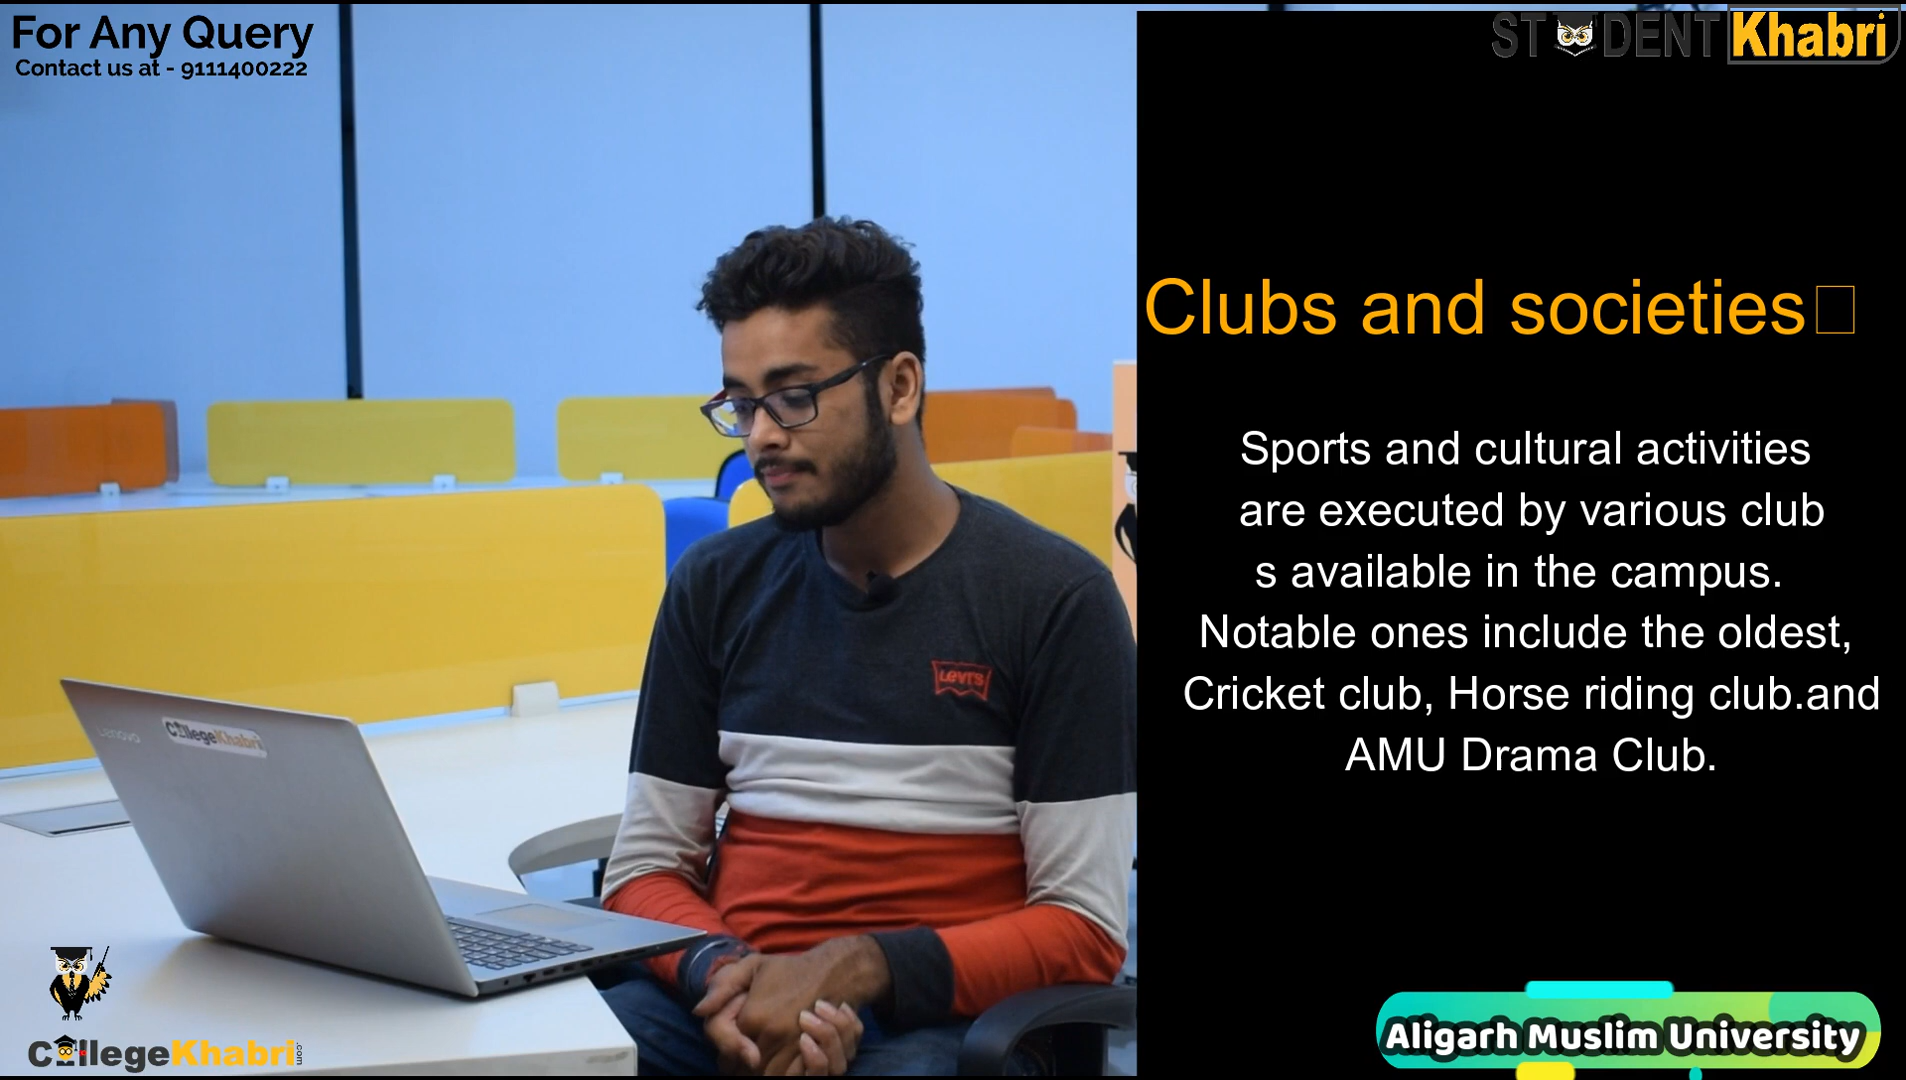 For Any Query
Contact us at - 9111400222
STUDENT Khabri
Clubs and societies
Sports and cultural activities
are executed by various club
s available in the campus.
Notable ones include the oldest,
Cricket club, Horse riding club.and
AMU Drama Club.
Levi's
Lenovo
CollegeKhabri
CollegeKhabri.com
Aligarh Muslim University